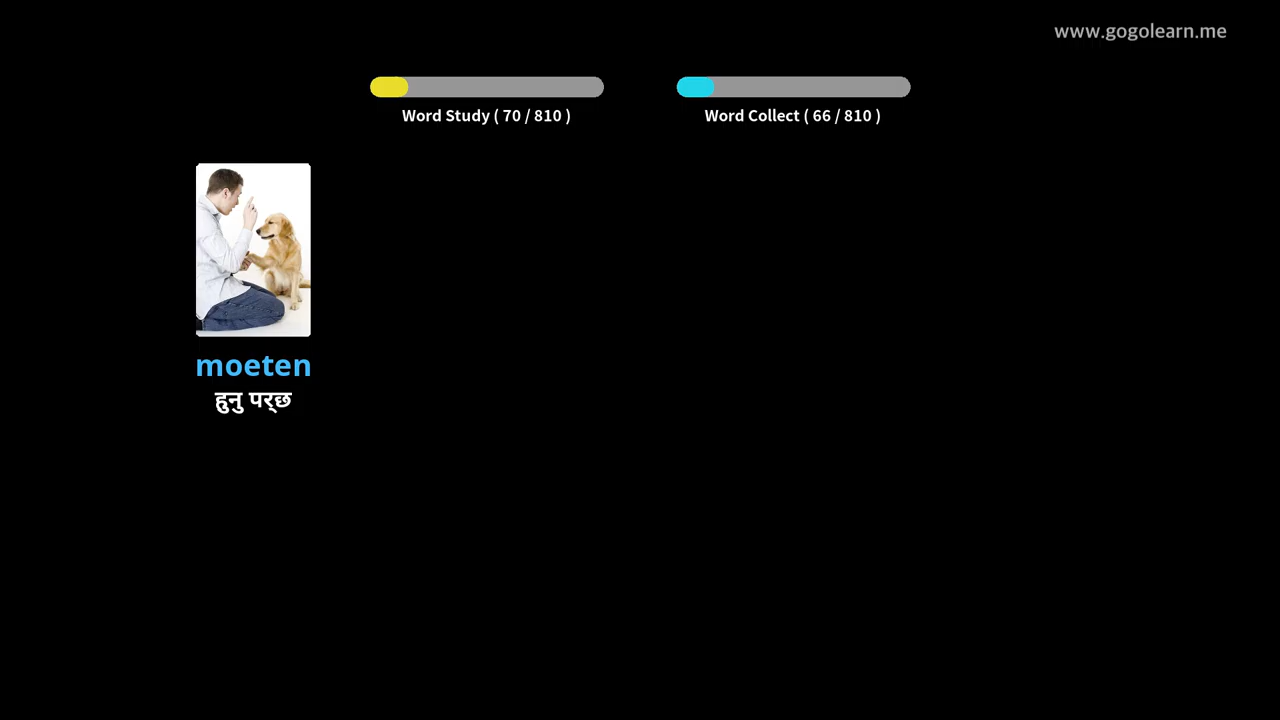 www.gogolearn.me
Word Study ( 70 / 810 )
Word Collect ( 66 / 810 )
moeten
हुनु पर्छ